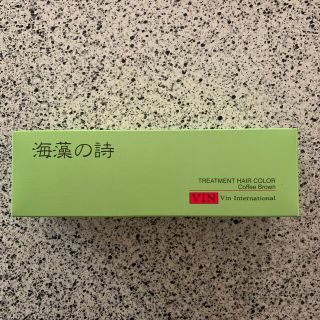 海藻の詩
TREATMENT HAIR COLOR
Coffee Brown
VIN Vin International